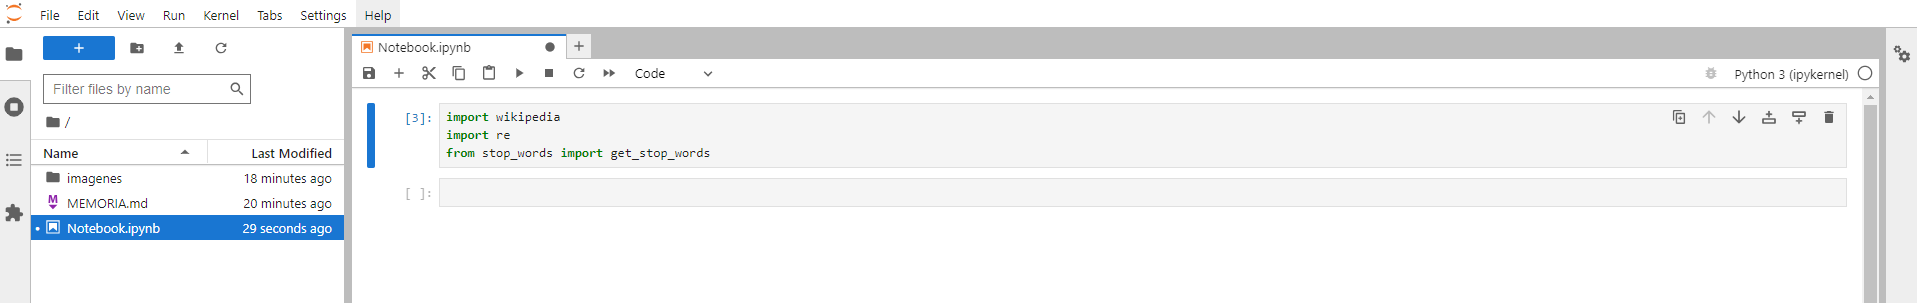 File Edit View Run Kernel Tabs Settings Help
Filter files by name
/
Name Last Modified
imagenes 18 minutes ago
MEMORIA.md 20 minutes ago
Notebook.ipynb 29 seconds ago
Notebook.ipynb
Code
Python 3 (ipykernel)
[3]: import wikipedia
import re
from stop_words import get_stop_words
[ ]: